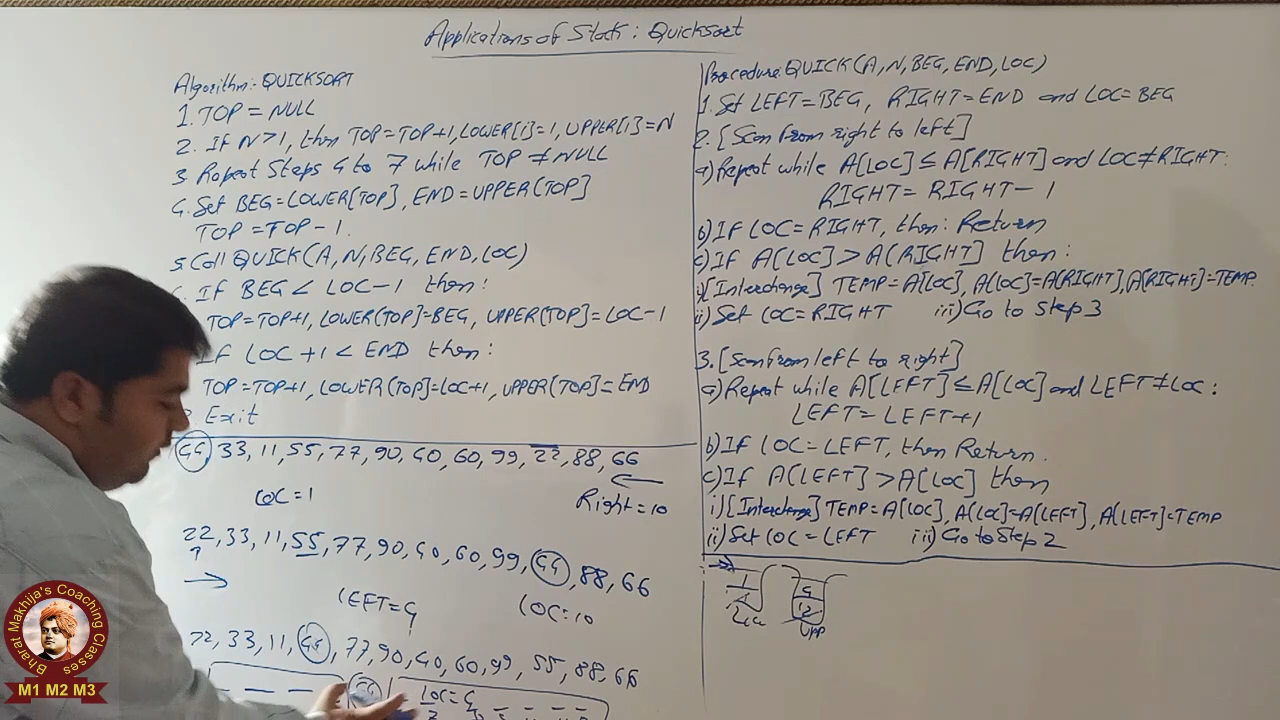 Applications of Stack: Quicksort
Algorithm:- QUICKSORT
1. TOP = NULL
2. If N>1, then TOP=TOP+1, LOWER[i]=1, UPPER[i]=N
3. Repeat Steps 4 to 7 while TOP ≠ NULL
4. Set BEG=LOWER[TOP], END=UPPER[TOP]
TOP=TOP-1.
5. Call QUICK(A,N,BEG,END,LOC)
If BEG < LOC-1 then:
TOP=TOP+1, LOWER[TOP]=BEG, UPPER[TOP]=LOC-1
If LOC+1 < END then:
TOP=TOP+1, LOWER[TOP]=LOC+1, UPPER[TOP]=END
Exit
44, 33, 11, 55, 77, 90, 40, 60, 99, 22, 88, 66
LOC=1
Right=10
22, 33, 11, 55, 77, 90, 40, 60, 99, 44, 88, 66
LEFT=4
LOC=10
22, 33, 11, 44, 77, 90, 40, 60, 99, 55, 88, 66
LOC=4
Procedure: QUICK(A,N,BEG,END,LOC)
1. Set LEFT=BEG, RIGHT=END and LOC=BEG
2. [Scan from right to left]
a) Repeat while A[LOC] ≤ A[RIGHT] and LOC≠RIGHT:
RIGHT = RIGHT - 1
b) If LOC=RIGHT, then: Return
c) If A[LOC] > A[RIGHT] then:
i) [Interchange] TEMP=A[LOC], A[LOC]=A[RIGHT], A[RIGHT]=TEMP.
ii) Set LOC=RIGHT iii) Go to Step 3
3. [Scan from left to right]
a) Repeat while A[LEFT] ≤ A[LOC] and LEFT≠LOC:
LEFT = LEFT+1
b) If LOC=LEFT, then Return.
c) If A[LEFT] > A[LOC] then
i) [Interchange] TEMP=A[LOC], A[LOC]=A[LEFT], A[LEFT]=TEMP
ii) Set LOC=LEFT iii) Go to Step 2
Bharat Makhija's Coaching Classes
M1 M2 M3